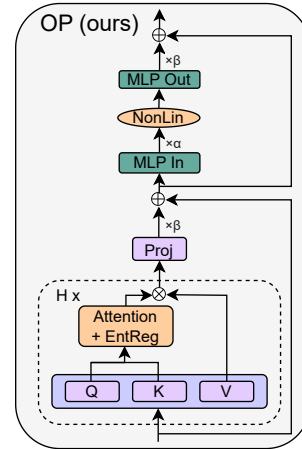 OP (ours)
×β
MLP Out
NonLin
×α
MLP In
×β
Proj
H x
Attention
+ EntReg
Q K V